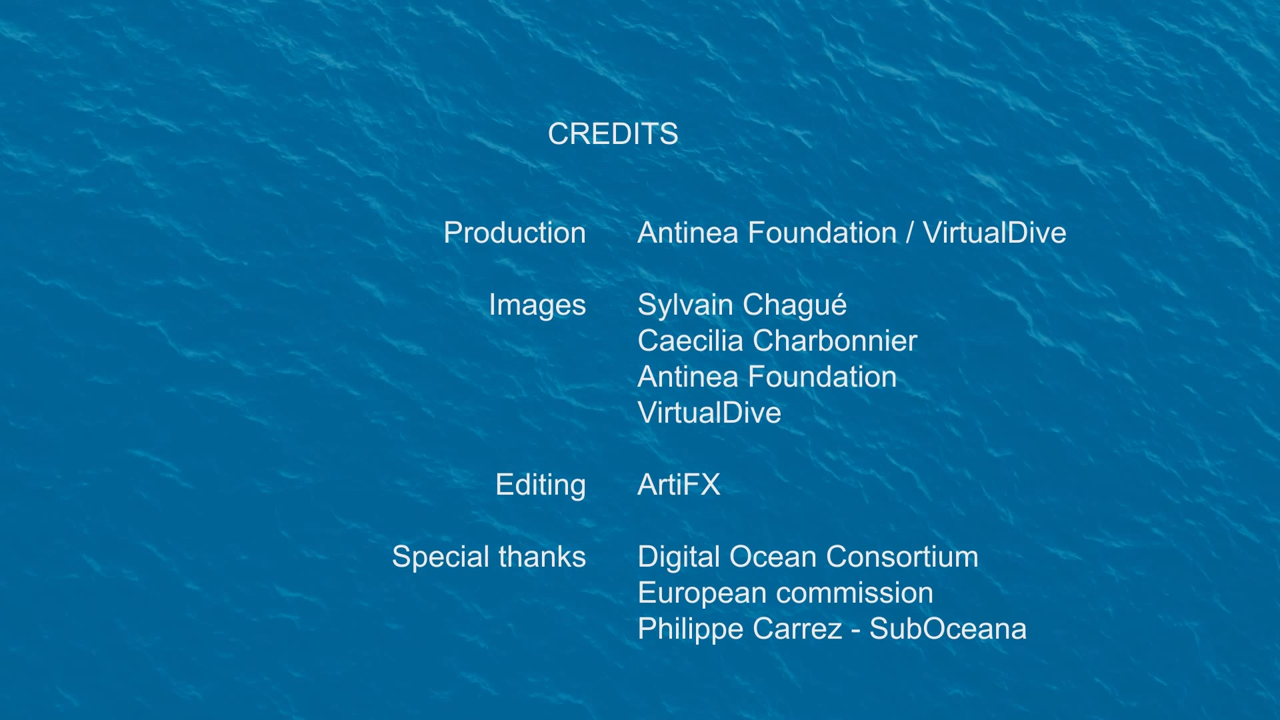 CREDITS
Production Antinea Foundation / VirtualDive
Images Sylvain Chagué
Caecilia Charbonnier
Antinea Foundation
VirtualDive
Editing ArtiFX
Special thanks Digital Ocean Consortium
European commission
Philippe Carrez - SubOceana